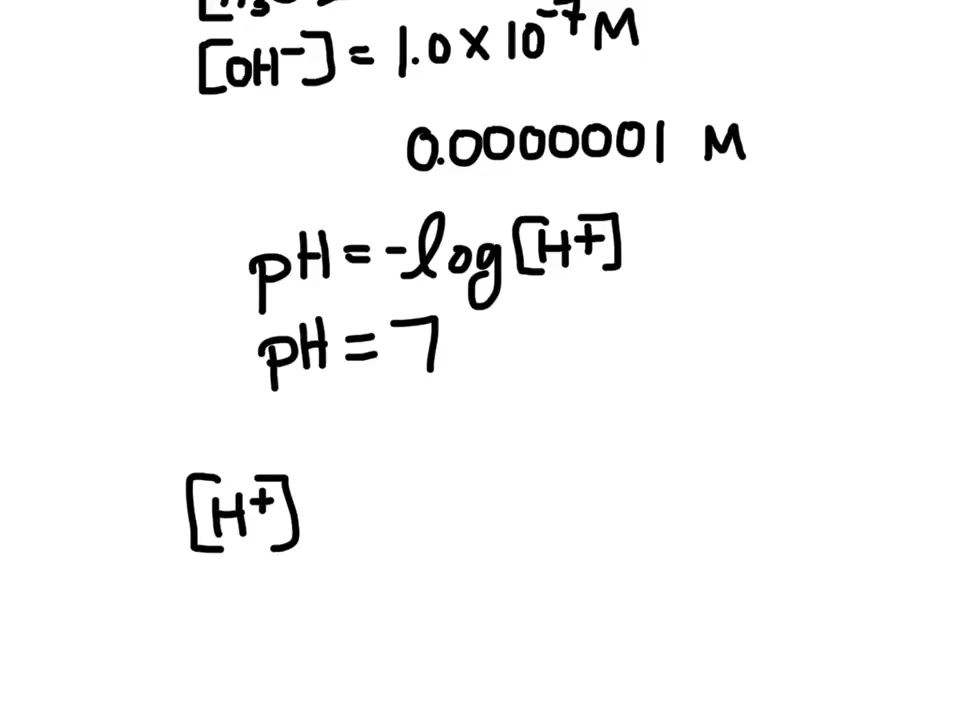 [OH⁻] = 1.0 × 10⁻⁷ M
0.0000001 M
pH = -log[H⁺]
pH = 7
[H⁺]